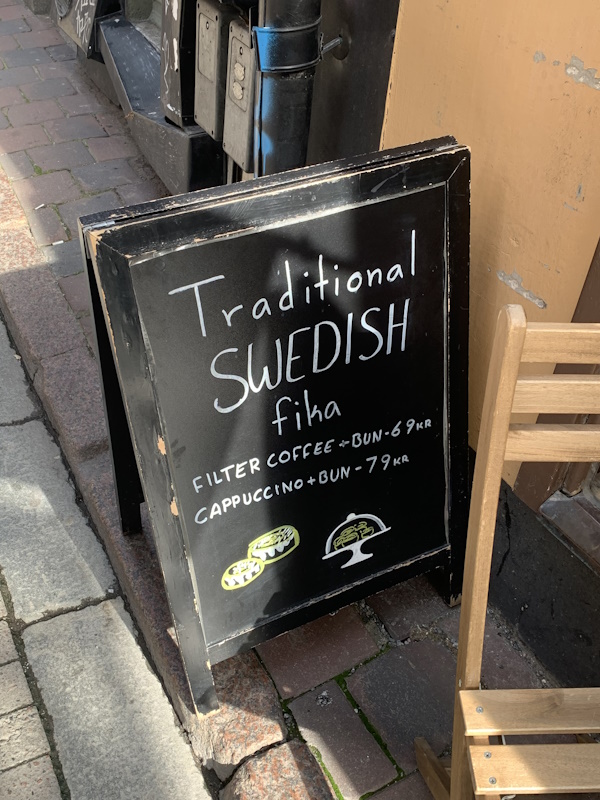 Traditional
SWEDISH
fika
FILTER COFFEE + BUN - 69 KR
CAPPUCCINO + BUN - 79 KR